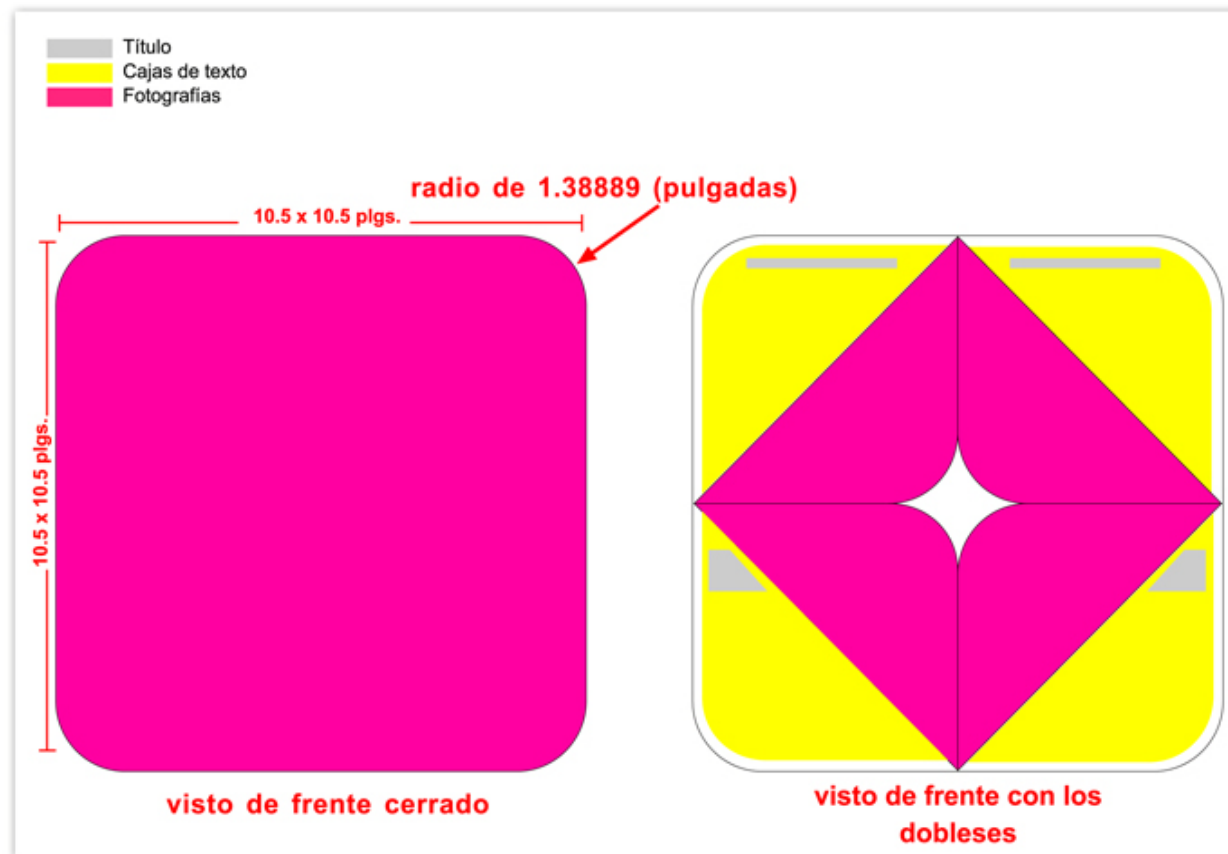 Título
Cajas de texto
Fotografías
radio de 1.38889 (pulgadas)
10.5 x 10.5 plgs.
10.5 x 10.5 plgs.
visto de frente cerrado
visto de frente con los
dobleses